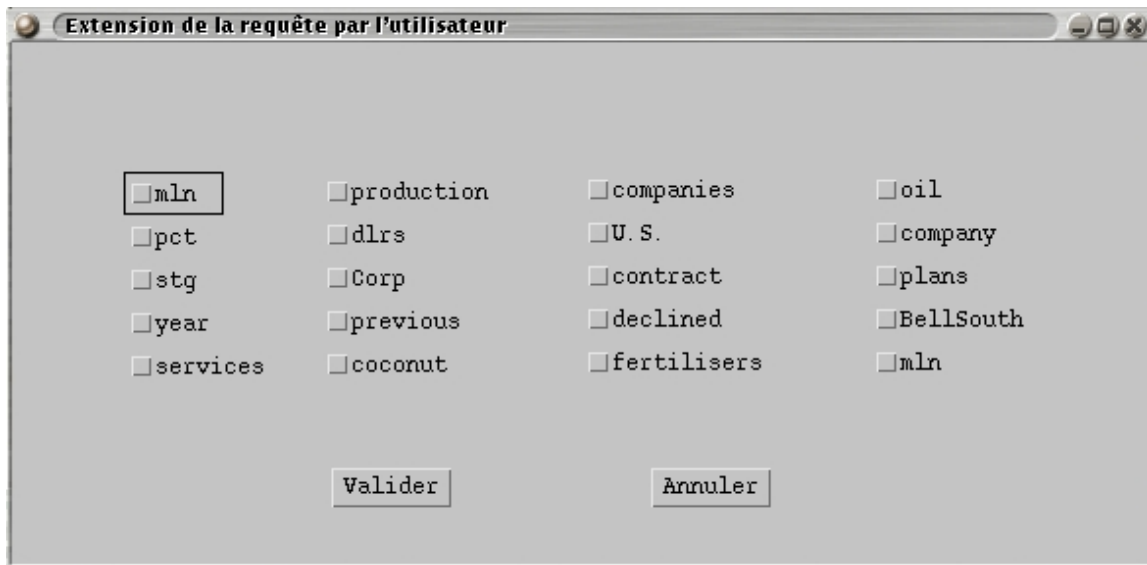 Extension de la requête par l'utilisateur
mln production companies oil
pct dlrs U.S. company
stg Corp contract plans
year previous declined BellSouth
services coconut fertilisers mln
Valider Annuler